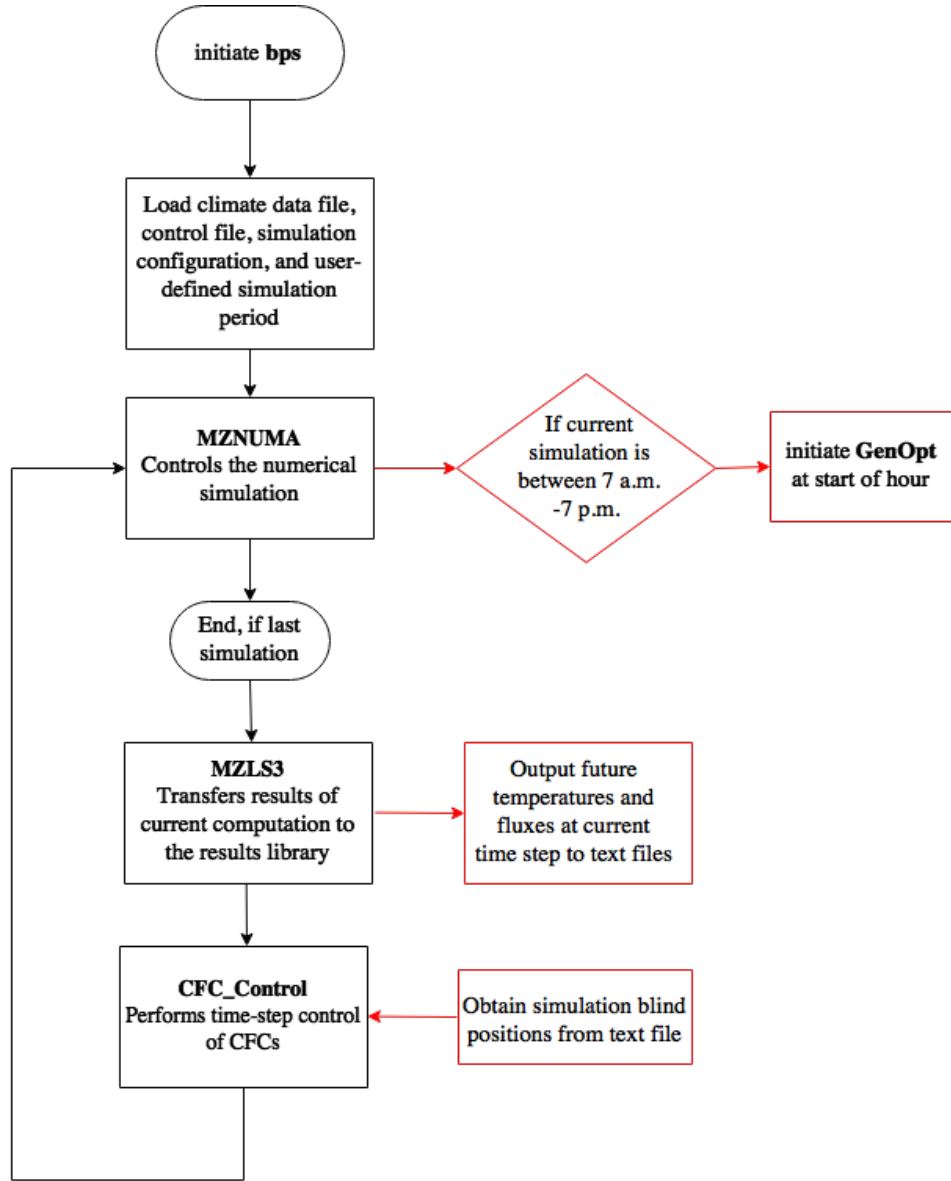 initiate bps
Load climate data file,
control file, simulation
configuration, and user-
defined simulation
period
MZNUMA
Controls the numerical
simulation
If current
simulation is
between 7 a.m.
-7 p.m.
initiate GenOpt
at start of hour
End, if last
simulation
MZLS3
Transfers results of
current computation to
the results library
Output future
temperatures and
fluxes at current
time step to text files
CFC_Control
Performs time-step control
of CFCs
Obtain simulation blind
positions from text file